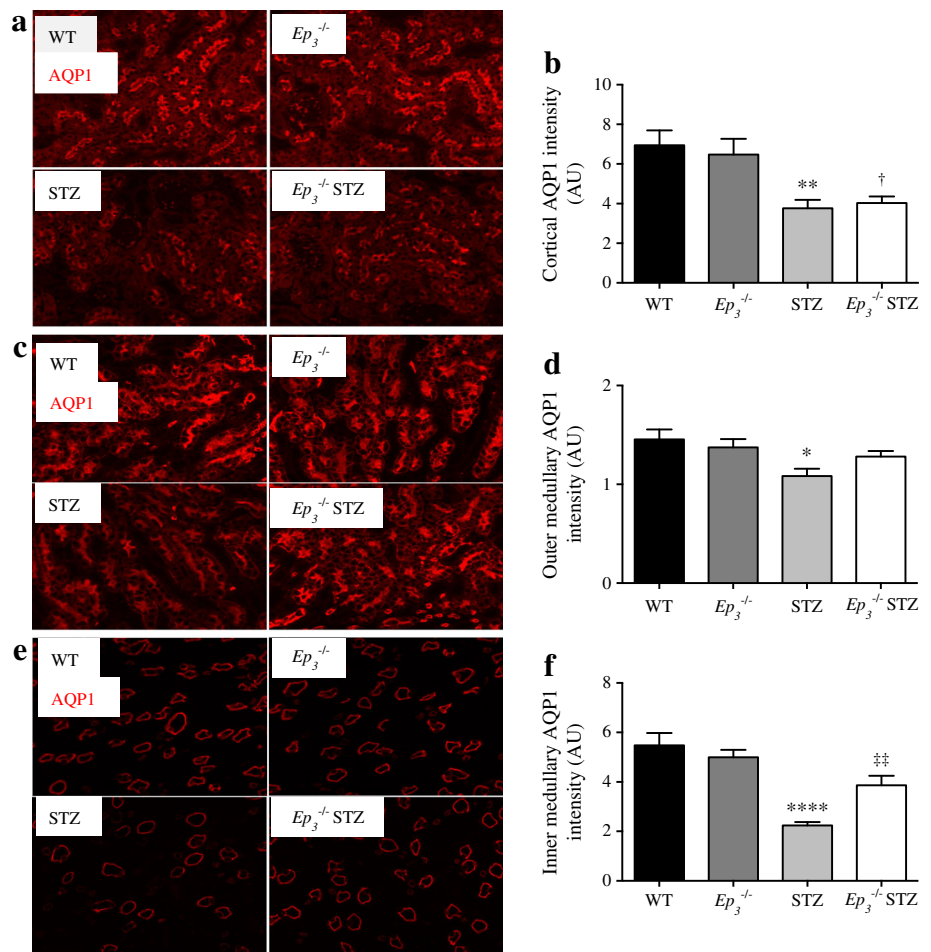 a
WT
AQP1
Ep₃⁻/⁻
STZ
Ep₃⁻/⁻ STZ
b
Cortical AQP1 intensity
(AU)
10
8
6
4
2
0
**
†
WT
Ep₃⁻/⁻
STZ
Ep₃⁻/⁻ STZ
c
WT
AQP1
Ep₃⁻/⁻
STZ
Ep₃⁻/⁻ STZ
d
Outer medullary AQP1
intensity (AU)
2
1
0
*
WT
Ep₃⁻/⁻
STZ
Ep₃⁻/⁻ STZ
e
WT
AQP1
Ep₃⁻/⁻
STZ
Ep₃⁻/⁻ STZ
f
Inner medullary AQP1
intensity (AU)
8
6
4
2
0
****
‡‡
WT
Ep₃⁻/⁻
STZ
Ep₃⁻/⁻ STZ